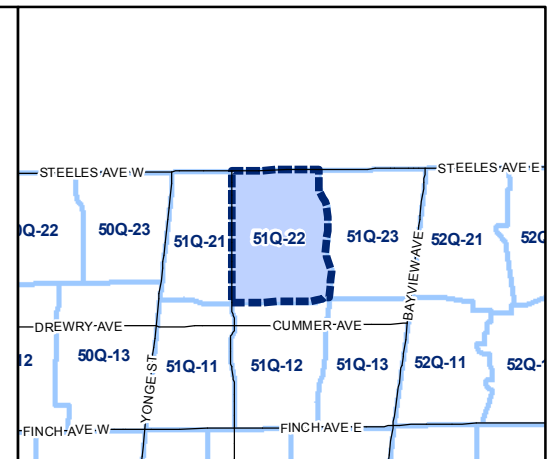 STEELES AVE W
STEELES AVE E
0Q-22
50Q-23
51Q-21
51Q-22
51Q-23
52Q-21
52Q
BAYVIEW AVE
DREWRY AVE
CUMMER AVE
12
50Q-13
YONGE ST
51Q-11
51Q-12
51Q-13
52Q-11
52Q-1
FINCH AVE W
FINCH AVE E